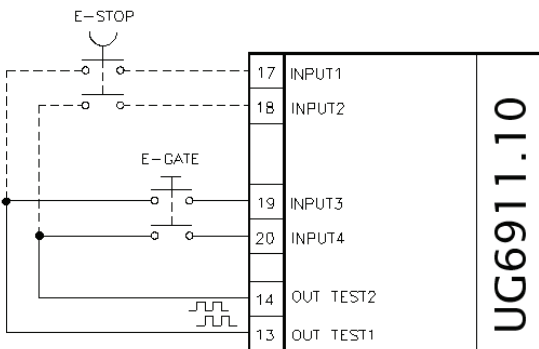 E-STOP
17 INPUT1
18 INPUT2
E-GATE
19 INPUT3
20 INPUT4
14 OUT TEST2
13 OUT TEST1
UG6911.10